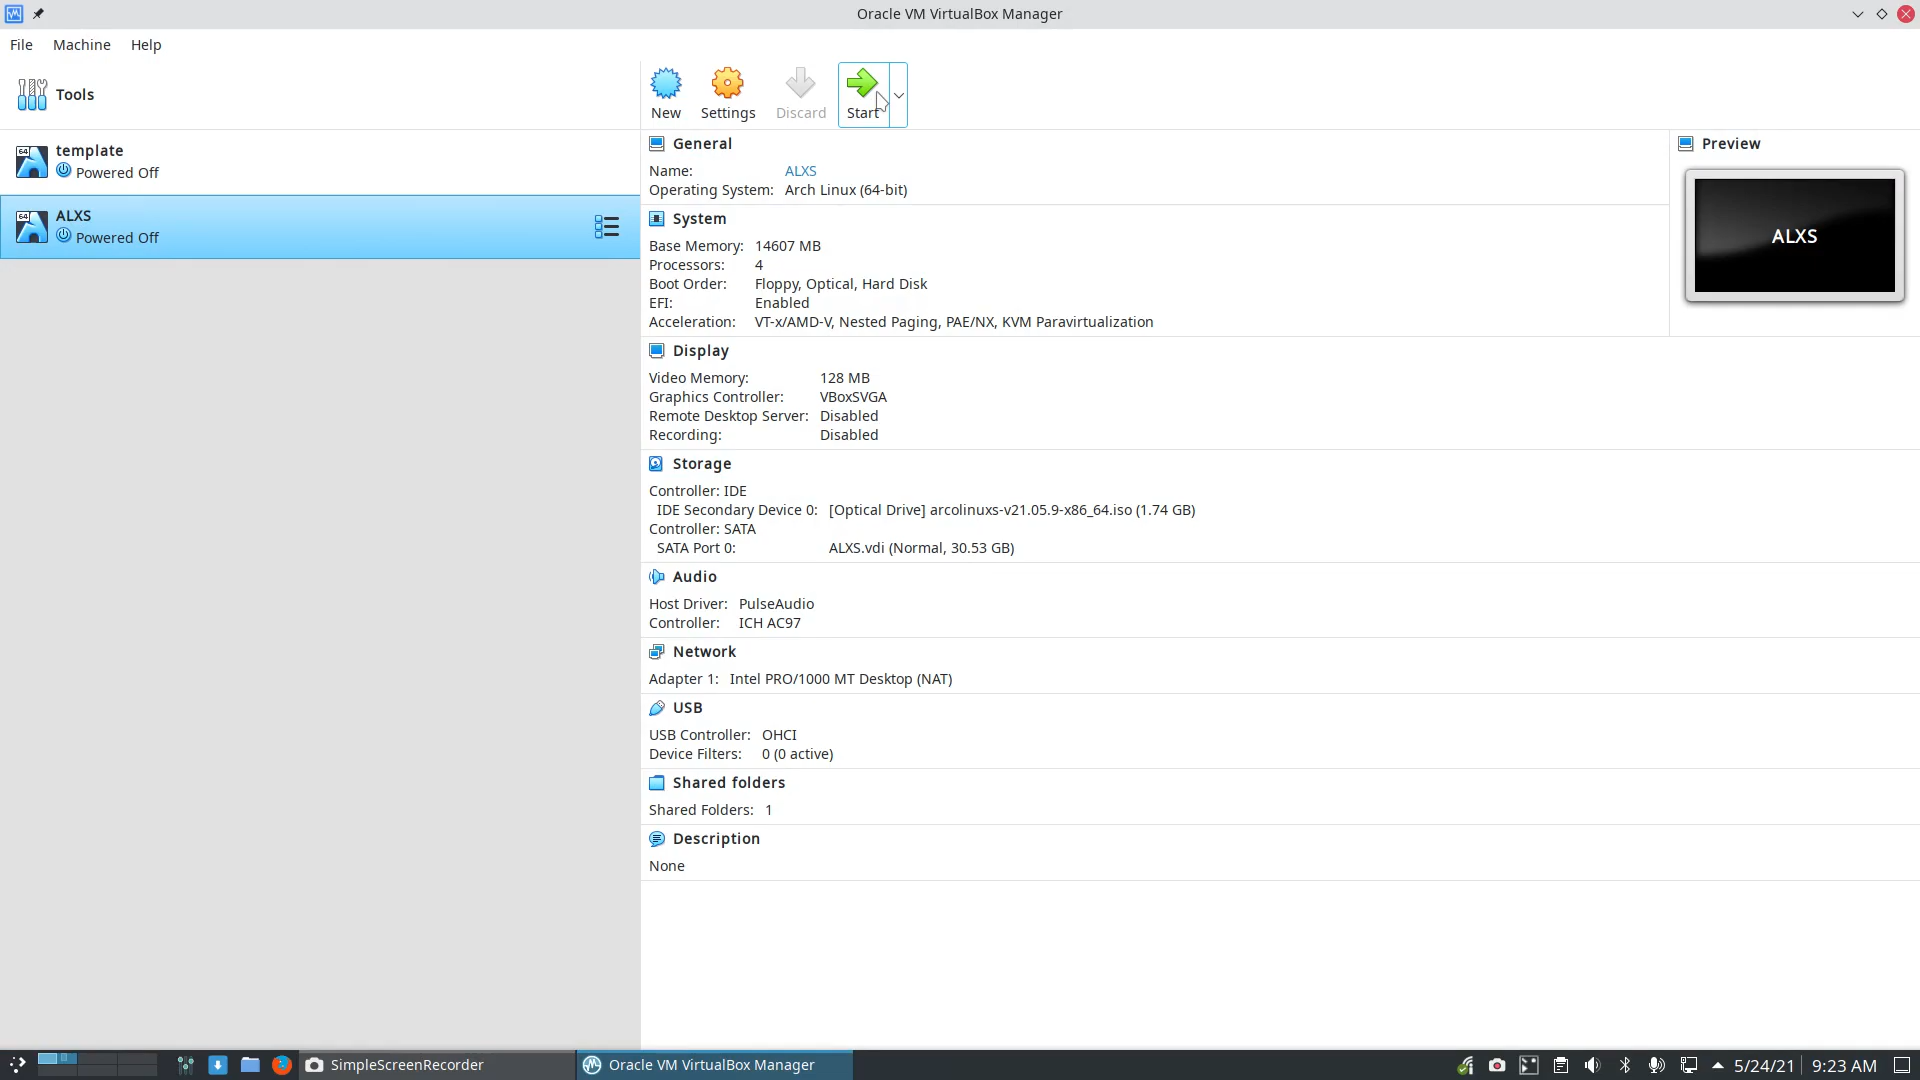 Oracle VM VirtualBox Manager
File Machine Help
Tools
New Settings Discard Start
64 template
Powered Off
64 ALXS
Powered Off
General
Name: ALXS
Operating System: Arch Linux (64-bit)
System
Base Memory: 14607 MB
Processors: 4
Boot Order: Floppy, Optical, Hard Disk
EFI: Enabled
Acceleration: VT-x/AMD-V, Nested Paging, PAE/NX, KVM Paravirtualization
Preview
ALXS
Display
Video Memory: 128 MB
Graphics Controller: VBoxSVGA
Remote Desktop Server: Disabled
Recording: Disabled
Storage
Controller: IDE
IDE Secondary Device 0: [Optical Drive] arcolinuxs-v21.05.9-x86_64.iso (1.74 GB)
Controller: SATA
SATA Port 0: ALXS.vdi (Normal, 30.53 GB)
Audio
Host Driver: PulseAudio
Controller: ICH AC97
Network
Adapter 1: Intel PRO/1000 MT Desktop (NAT)
USB
USB Controller: OHCI
Device Filters: 0 (0 active)
Shared folders
Shared Folders: 1
Description
None
SimpleScreenRecorder Oracle VM VirtualBox Manager 5/24/21 9:23 AM